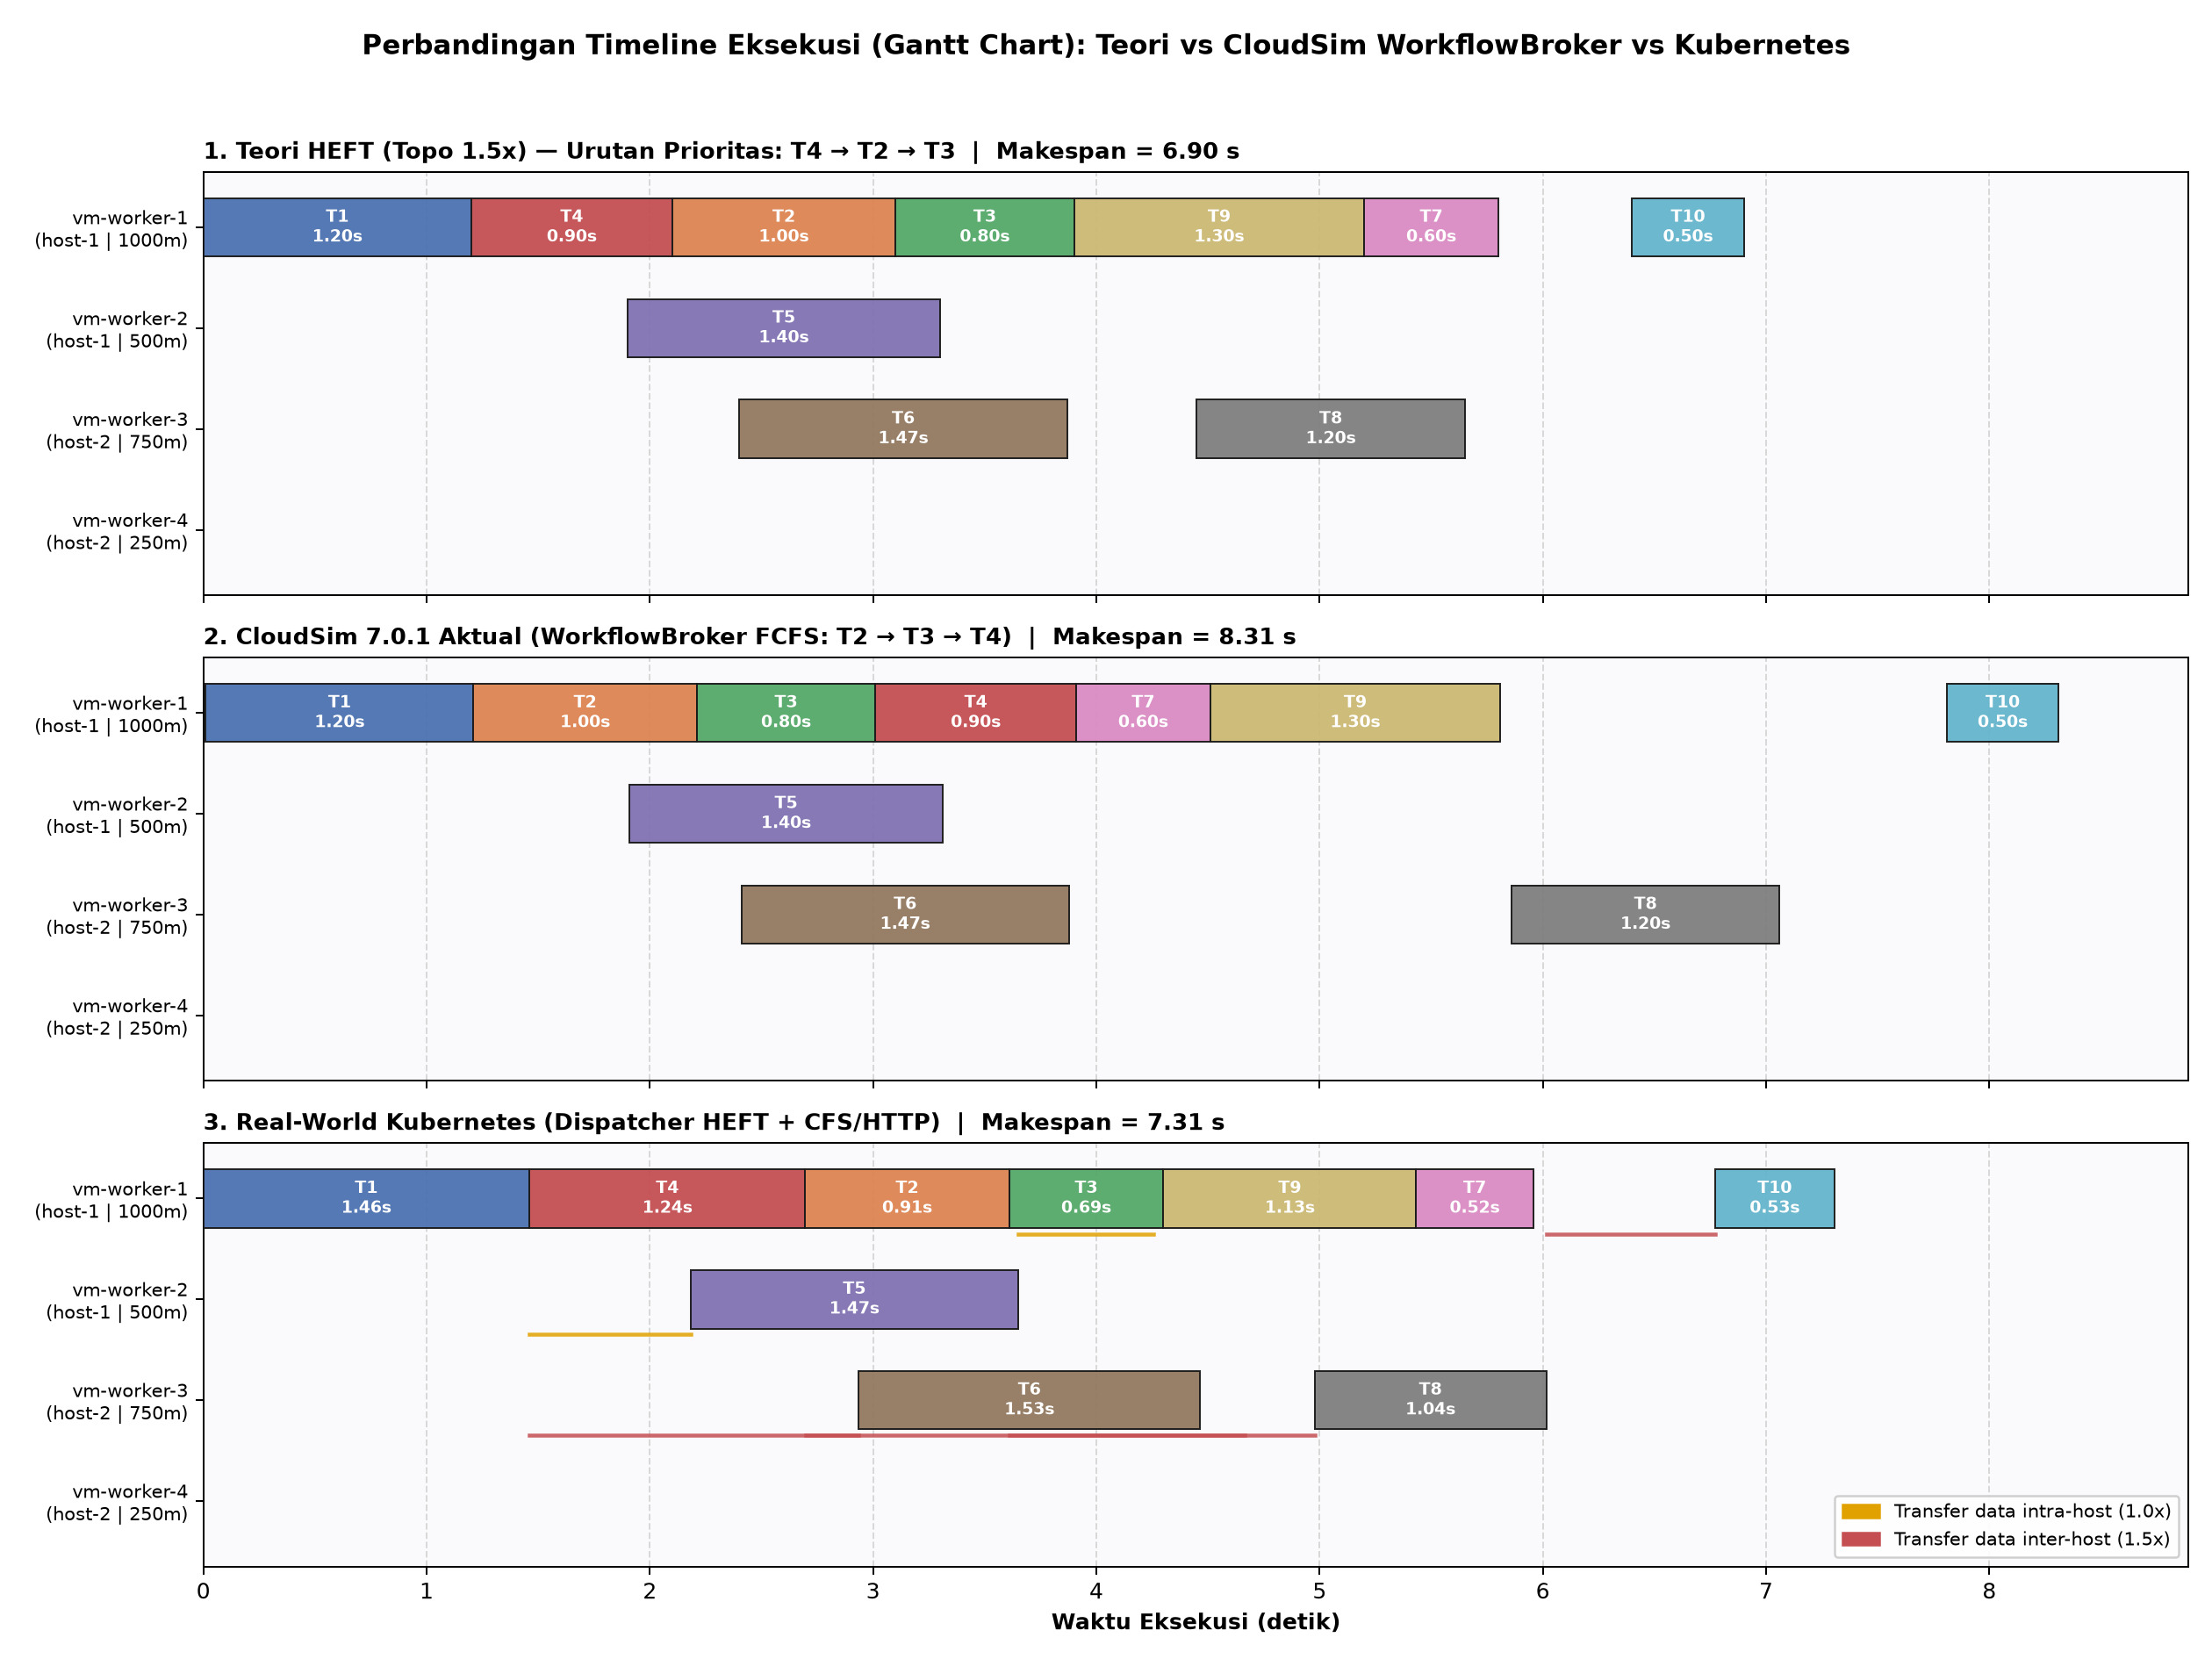 Perbandingan Timeline Eksekusi (Gantt Chart): Teori vs CloudSim WorkflowBroker vs Kubernetes
1. Teori HEFT (Topo 1.5x) — Urutan Prioritas: T4 → T2 → T3 | Makespan = 6.90 s
vm-worker-1
(host-1 | 1000m)
T1
1.20s
T4
0.90s
T2
1.00s
T3
0.80s
T9
1.30s
T7
0.60s
T10
0.50s
vm-worker-2
(host-1 | 500m)
T5
1.40s
vm-worker-3
(host-2 | 750m)
T6
1.47s
T8
1.20s
vm-worker-4
(host-2 | 250m)
2. CloudSim 7.0.1 Aktual (WorkflowBroker FCFS: T2 → T3 → T4) | Makespan = 8.31 s
vm-worker-1
(host-1 | 1000m)
T1
1.20s
T2
1.00s
T3
0.80s
T4
0.90s
T7
0.60s
T9
1.30s
T10
0.50s
vm-worker-2
(host-1 | 500m)
T5
1.40s
vm-worker-3
(host-2 | 750m)
T6
1.47s
T8
1.20s
vm-worker-4
(host-2 | 250m)
3. Real-World Kubernetes (Dispatcher HEFT + CFS/HTTP) | Makespan = 7.31 s
vm-worker-1
(host-1 | 1000m)
T1
1.46s
T4
1.24s
T2
0.91s
T3
0.69s
T9
1.13s
T7
0.52s
T10
0.53s
vm-worker-2
(host-1 | 500m)
T5
1.47s
vm-worker-3
(host-2 | 750m)
T6
1.53s
T8
1.04s
vm-worker-4
(host-2 | 250m)
Transfer data intra-host (1.0x)
Transfer data inter-host (1.5x)
0 1 2 3 4 5 6 7 8
Waktu Eksekusi (detik)